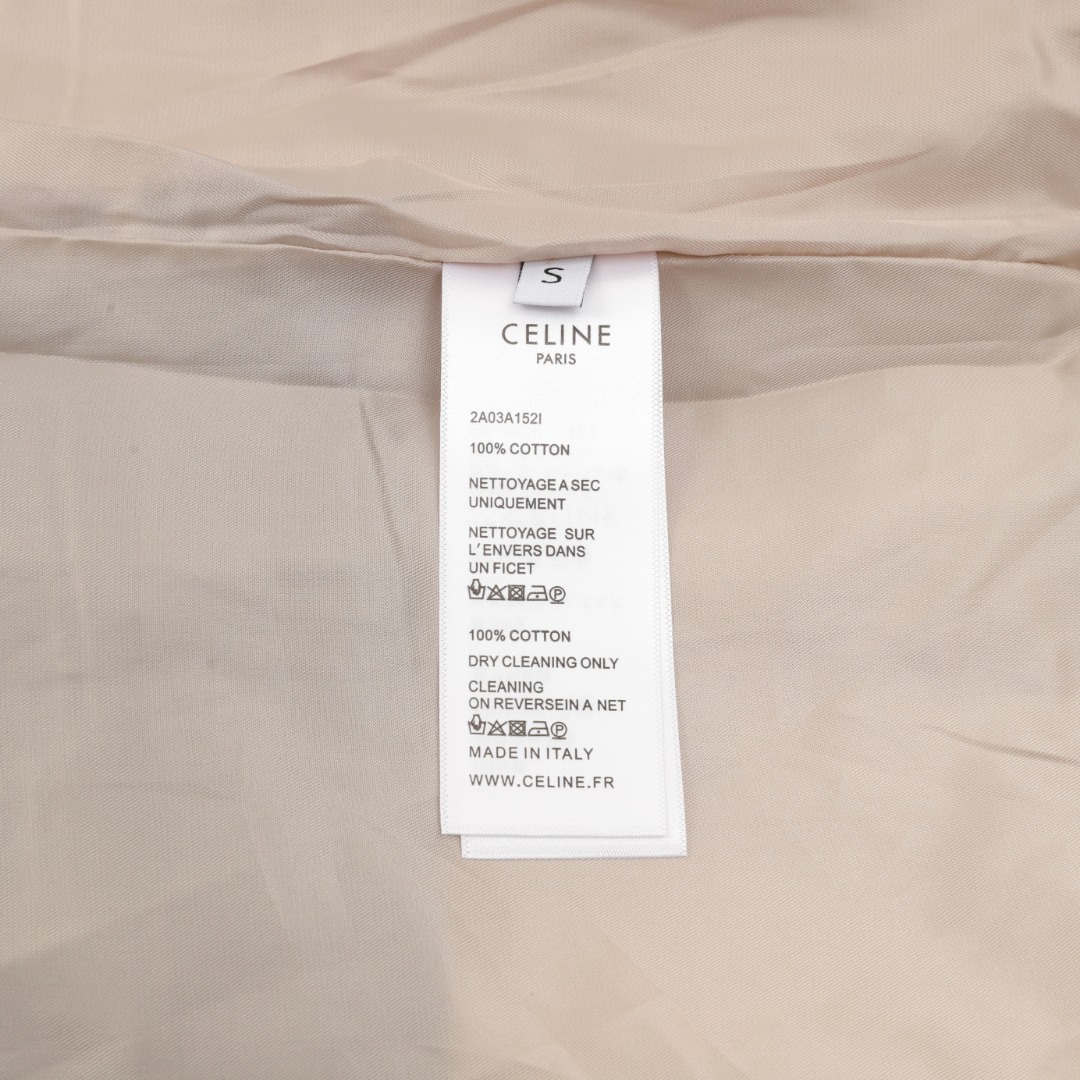 S
CELINE
PARIS
2A03A152I
100% COTTON
NETTOYAGE A SEC
UNIQUEMENT
NETTOYAGE SUR
L'ENVERS DANS
UN FICET
P
100% COTTON
DRY CLEANING ONLY
CLEANING
ON REVERSEIN A NET
P
MADE IN ITALY
WWW.CELINE.FR